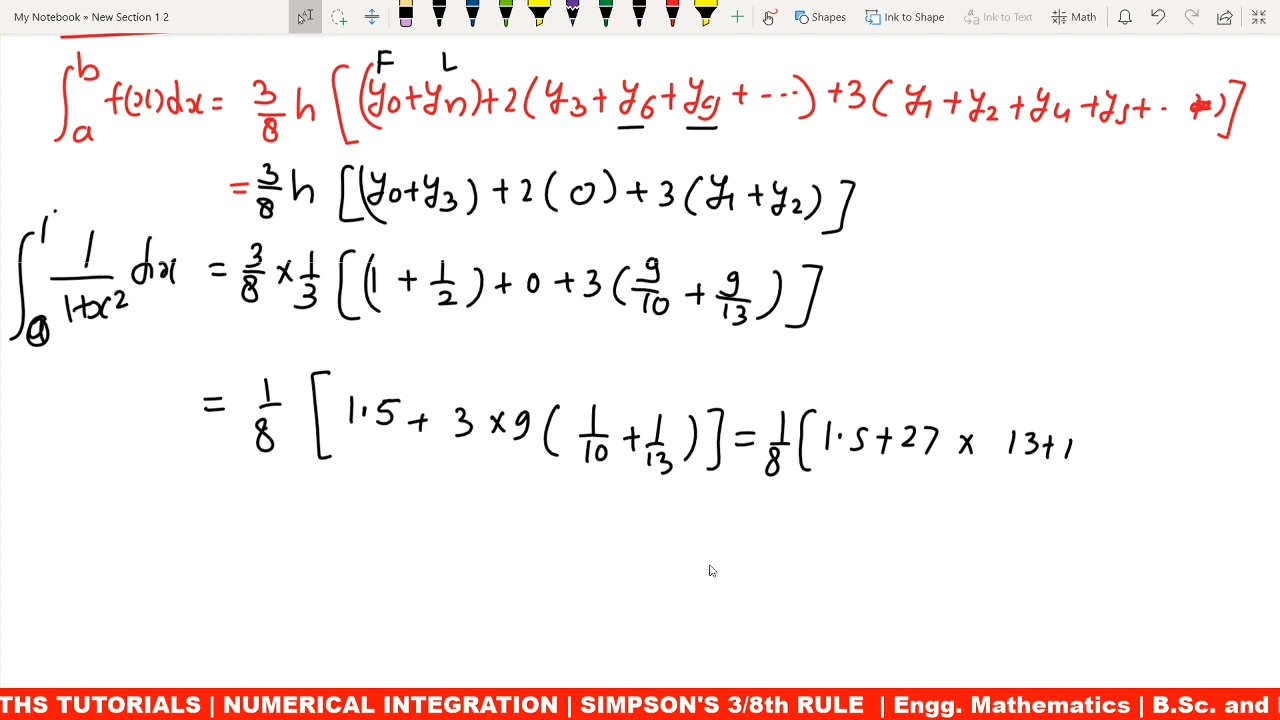 My Notebook » New Section 1 2 Shapes Ink to Shape Ink to Text Math
F L
∫ₐᵇ f(x)dx = 3/8 h [(y₀+yₙ)+2(y₃+y₆+y₉+---)+3(y₁+y₂+y₄+y₅+..)]
= 3/8 h [(y₀+y₃)+2(0)+3(y₁+y₂)]
∫₀¹ 1/(1+x²) dx = 3/8 × 1/3 [(1+1/2)+0+3(9/10+9/13)]
= 1/8 [1.5+3×9(1/10+1/13)] = 1/8 [1.5+27× 13+1
THS TUTORIALS | NUMERICAL INTEGRATION | SIMPSON'S 3/8th RULE | Engg. Mathematics | B.Sc. and